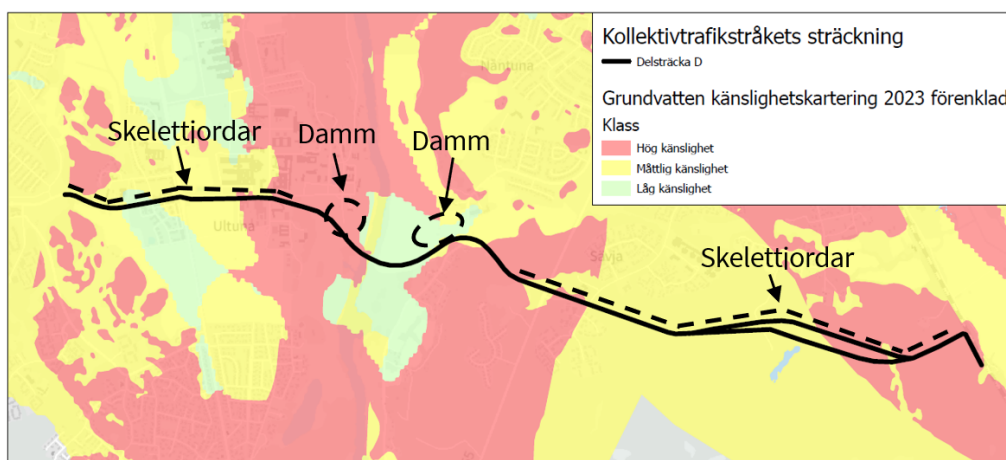 Kollektivtrafikstråkets sträckning
Delsträcka D
Grundvatten känslighetskartering 2023 förenklad
Klass
Hög känslighet
Måttlig känslighet
Låg känslighet
Nåntuna
Skelettjordar
Damm
Damm
Ultuna
Sävja
Skelettjordar